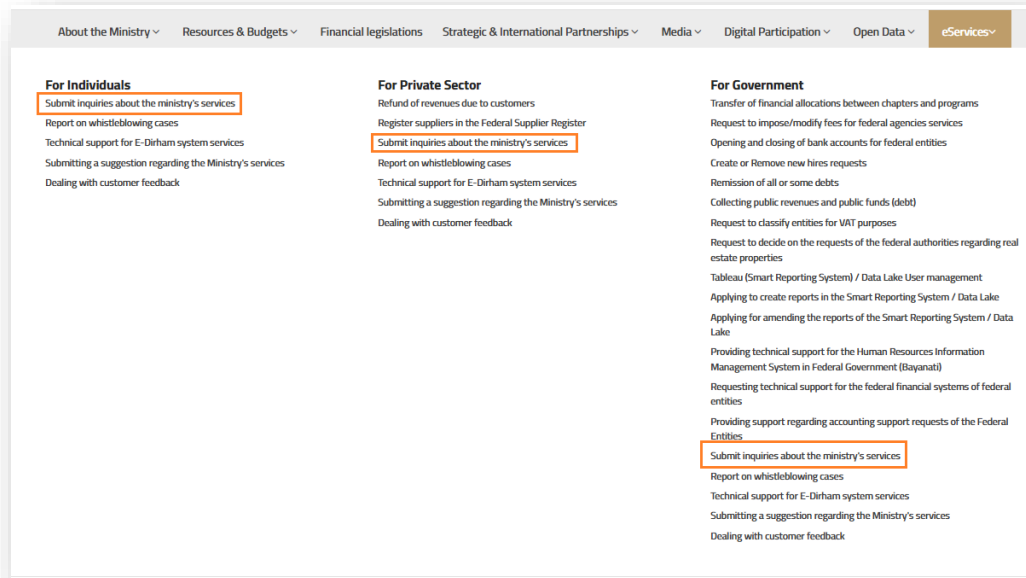 About the Ministry
Resources & Budgets
Financial legislations
Strategic & International Partnerships
Media
Digital Participation
Open Data
eServices
For Individuals
Submit inquiries about the ministry's services
Report on whistleblowing cases
Technical support for E-Dirham system services
Submitting a suggestion regarding the Ministry's services
Dealing with customer feedback
For Private Sector
Refund of revenues due to customers
Register suppliers in the Federal Supplier Register
Submit inquiries about the ministry's services
Report on whistleblowing cases
Technical support for E-Dirham system services
Submitting a suggestion regarding the Ministry's services
Dealing with customer feedback
For Government
Transfer of financial allocations between chapters and programs
Request to impose/modify fees for federal agencies services
Opening and closing of bank accounts for federal entities
Create or Remove new hires requests
Remission of all or some debts
Collecting public revenues and public funds (debt)
Request to classify entities for VAT purposes
Request to decide on the requests of the federal authorities regarding real
estate properties
Tableau (Smart Reporting System) / Data Lake User management
Applying to create reports in the Smart Reporting System / Data Lake
Applying for amending the reports of the Smart Reporting System / Data
Lake
Providing technical support for the Human Resources Information
Management System in Federal Government (Bayanati)
Requesting technical support for the federal financial systems of federal
entities
Providing support regarding accounting support requests of the Federal
Entities
Submit inquiries about the ministry's services
Report on whistleblowing cases
Technical support for E-Dirham system services
Submitting a suggestion regarding the Ministry's services
Dealing with customer feedback